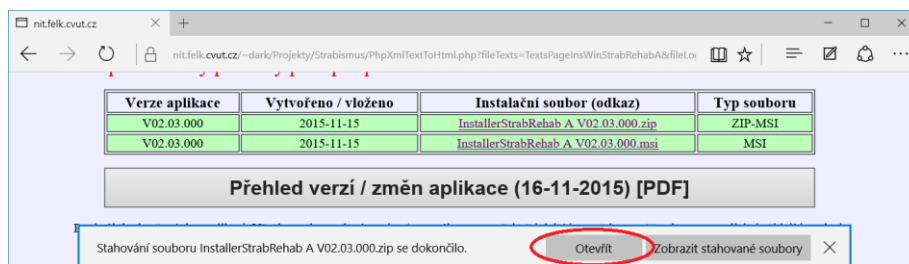 nit.felk.cvut.cz
nit.felk.cvut.cz/~dark/Projekty/Strabismus/PhpXmlTextToHtml.php?fileTexts=TextsPageInsWinStrabRehabA&fileLo
Verze aplikace Vytvořeno / vloženo Instalační soubor (odkaz) Typ souboru
V02.03.000 2015-11-15 InstallerStrabRehab A V02.03.000.zip ZIP-MSI
V02.03.000 2015-11-15 InstallerStrabRehab A V02.03.000.msi MSI
Přehled verzí / změn aplikace (16-11-2015) [PDF]
Stahování souboru InstallerStrabRehab A V02.03.000.zip se dokončilo. Otevřít Zobrazit stahované soubory